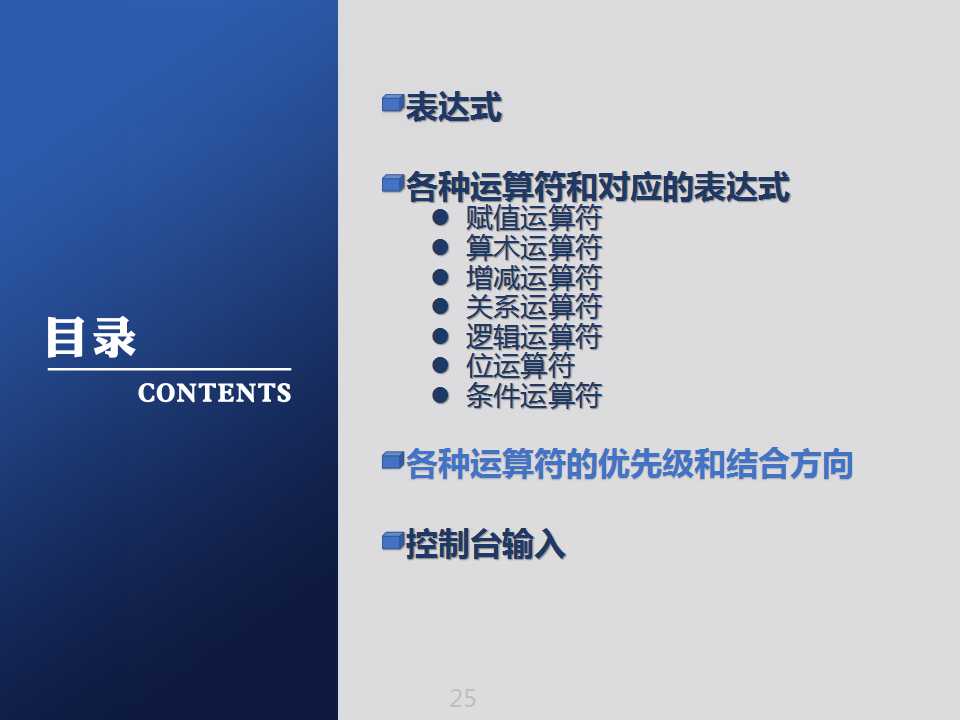 目录
CONTENTS
表达式
各种运算符和对应的表达式
赋值运算符
算术运算符
增减运算符
关系运算符
逻辑运算符
位运算符
条件运算符
各种运算符的优先级和结合方向
控制台输入
25